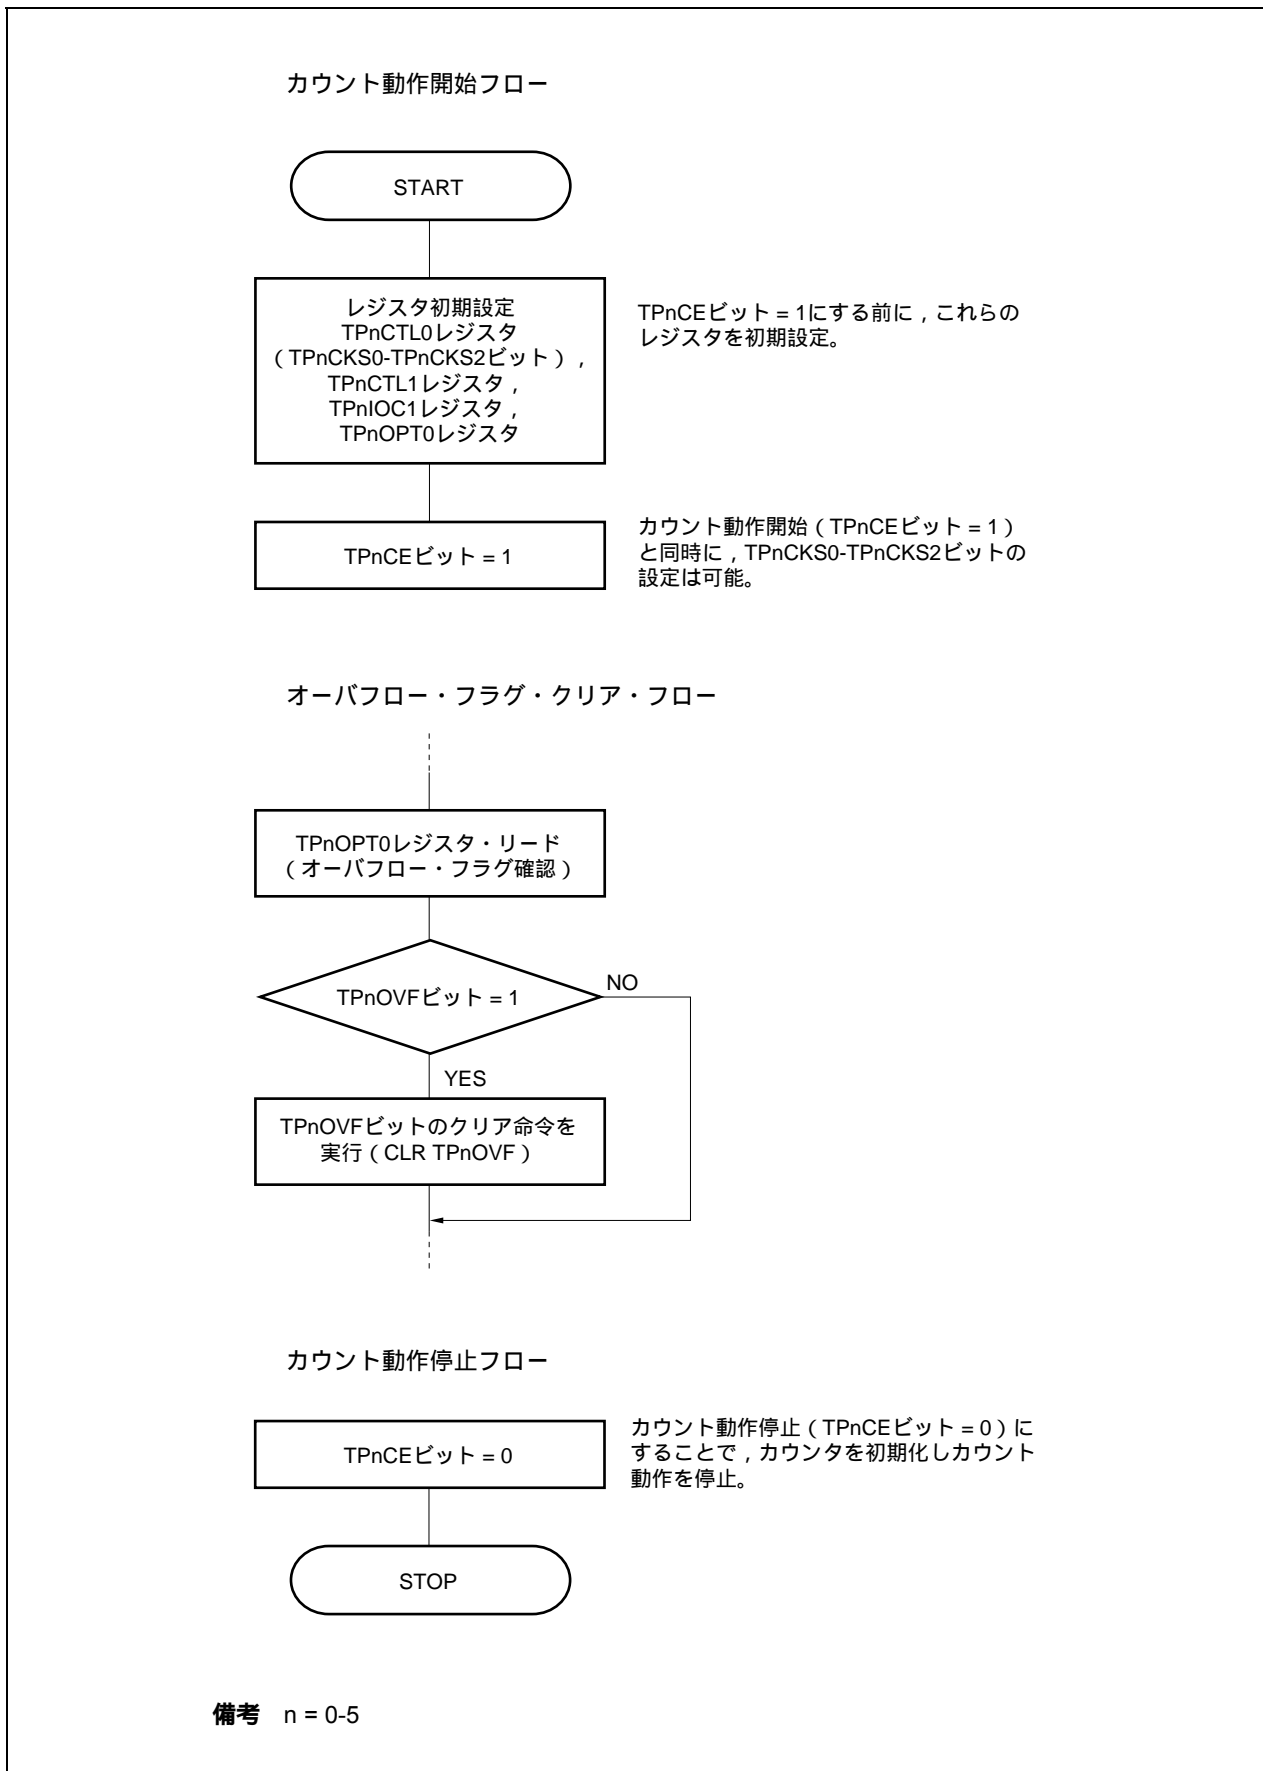 カウント動作開始フロー
START
レジスタ初期設定
TPnCTL0レジスタ
（TPnCKS0-TPnCKS2ビット），
TPnCTL1レジスタ，
TPnIOC1レジスタ，
TPnOPT0レジスタ
TPnCEビット = 1にする前に，これらの
レジスタを初期設定。
TPnCEビット = 1
カウント動作開始（TPnCEビット = 1）
と同時に，TPnCKS0-TPnCKS2ビットの
設定は可能。
オーバフロー・フラグ・クリア・フロー
TPnOPT0レジスタ・リード
（オーバフロー・フラグ確認）
TPnOVFビット = 1
NO
YES
TPnOVFビットのクリア命令を
実行（CLR TPnOVF）
カウント動作停止フロー
TPnCEビット = 0
カウント動作停止（TPnCEビット = 0）に
することで，カウンタを初期化しカウント
動作を停止。
STOP
備考 n = 0-5